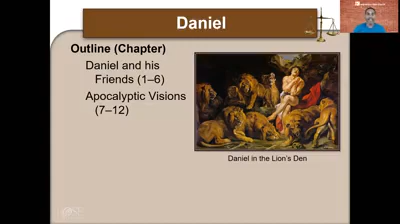 Daniel
Outline (Chapter)
Daniel and his
Friends (1–6)
Apocalyptic Visions
(7–12)
Daniel in the Lion's Den